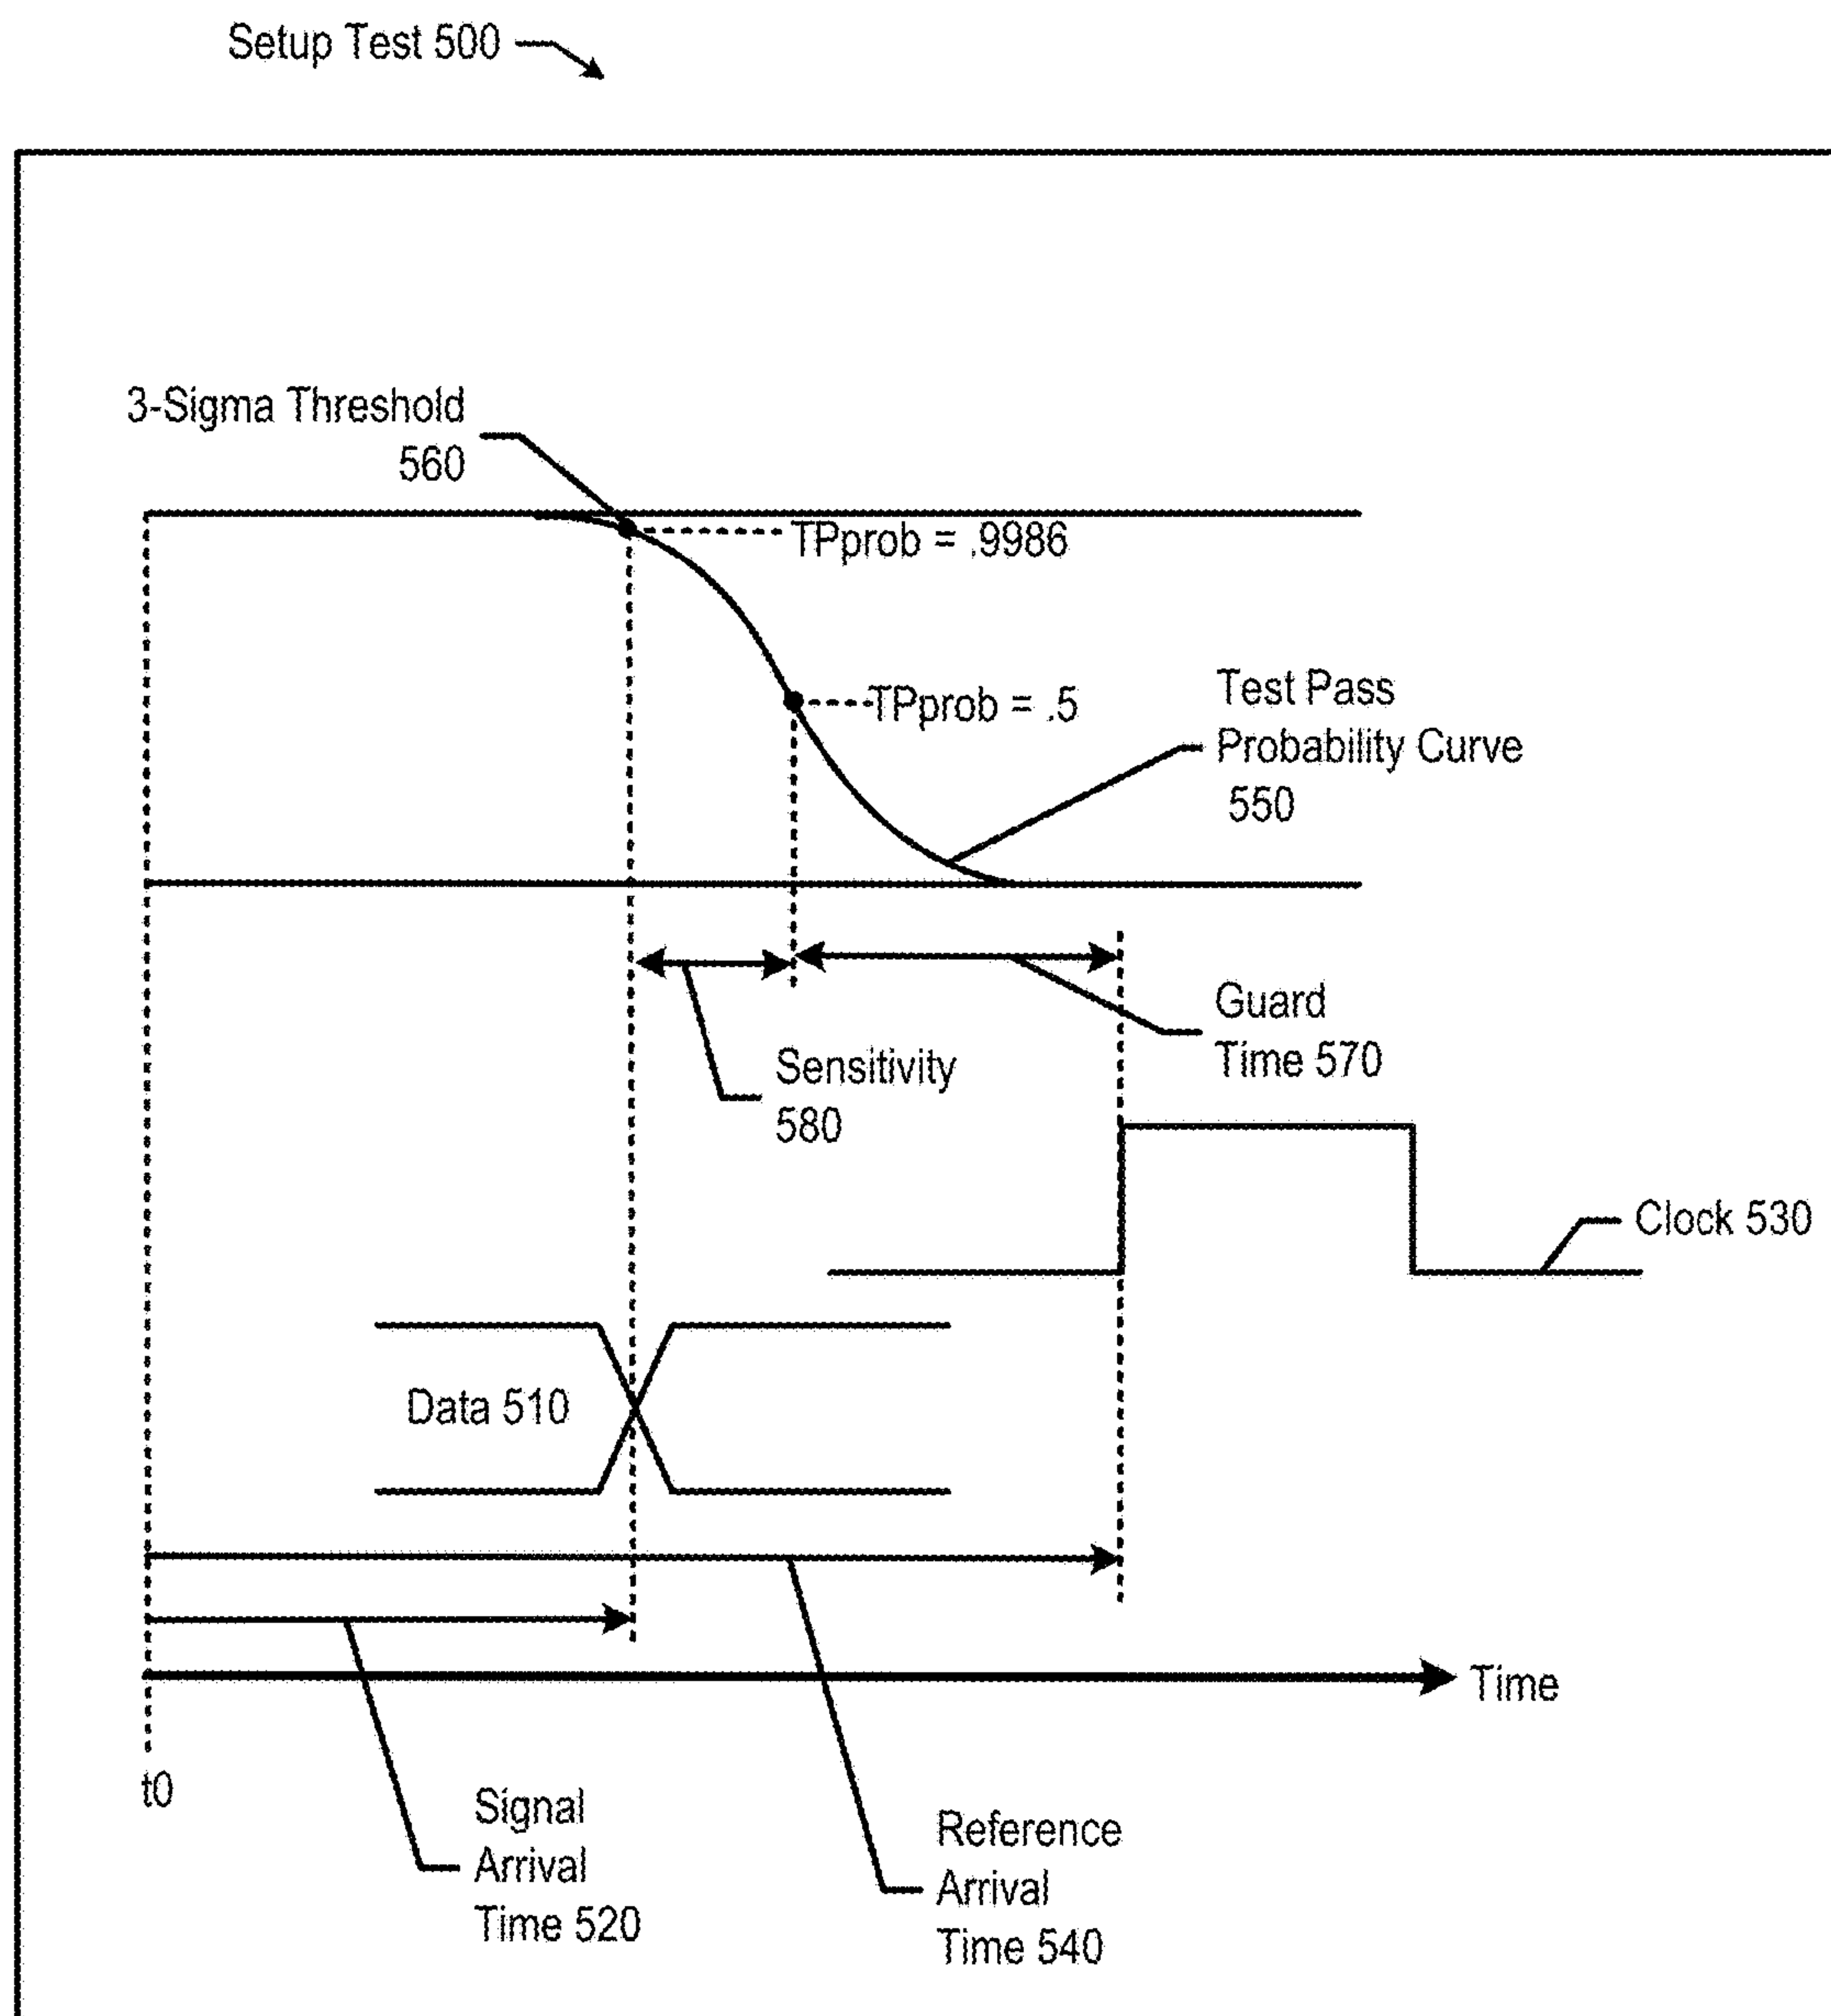 Setup Test 500
3-Sigma Threshold
560
TPprob = .9986
TPprob = .5
Test Pass
Probability Curve
550
Guard
Time 570
Sensitivity
580
Clock 530
Data 510
Time
t0
Signal
Arrival
Time 520
Reference
Arrival
Time 540